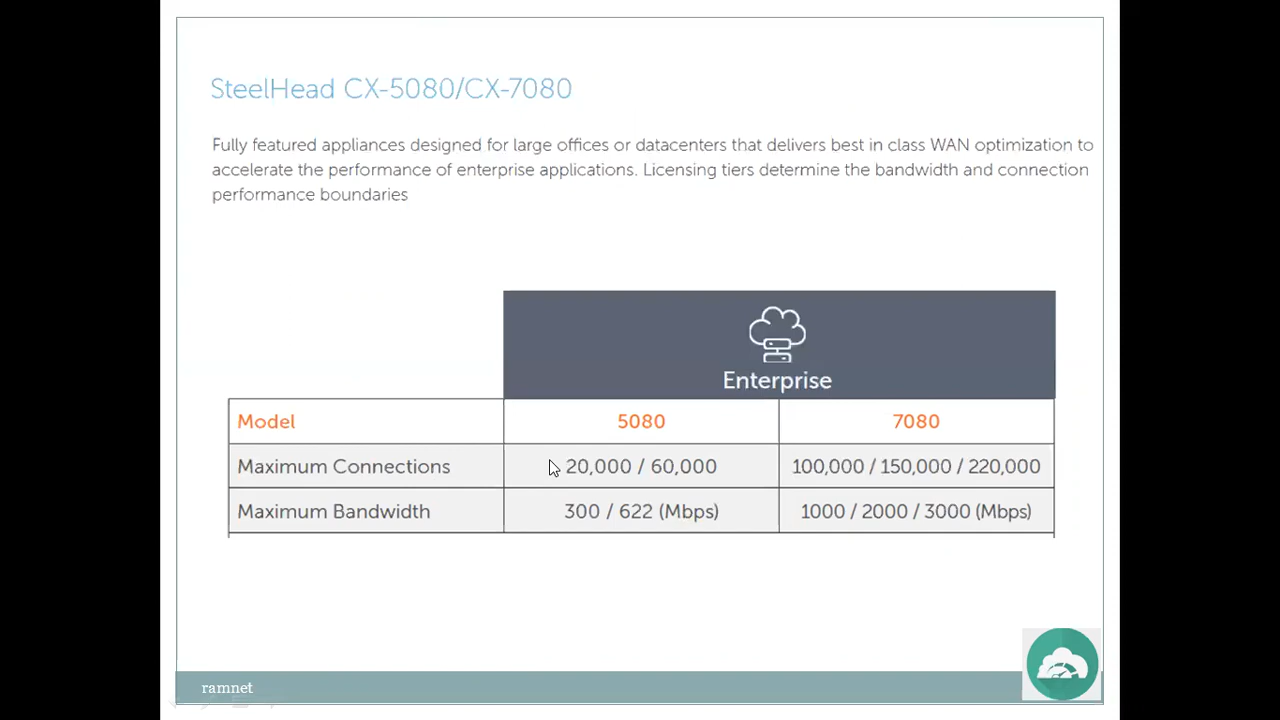 SteelHead CX-5080/CX-7080
Fully featured appliances designed for large offices or datacenters that delivers best in class WAN optimization to
accelerate the performance of enterprise applications. Licensing tiers determine the bandwidth and connection
performance boundaries
Enterprise
Model 5080 7080
Maximum Connections 20,000 / 60,000 100,000 / 150,000 / 220,000
Maximum Bandwidth 300 / 622 (Mbps) 1000 / 2000 / 3000 (Mbps)
ramnet